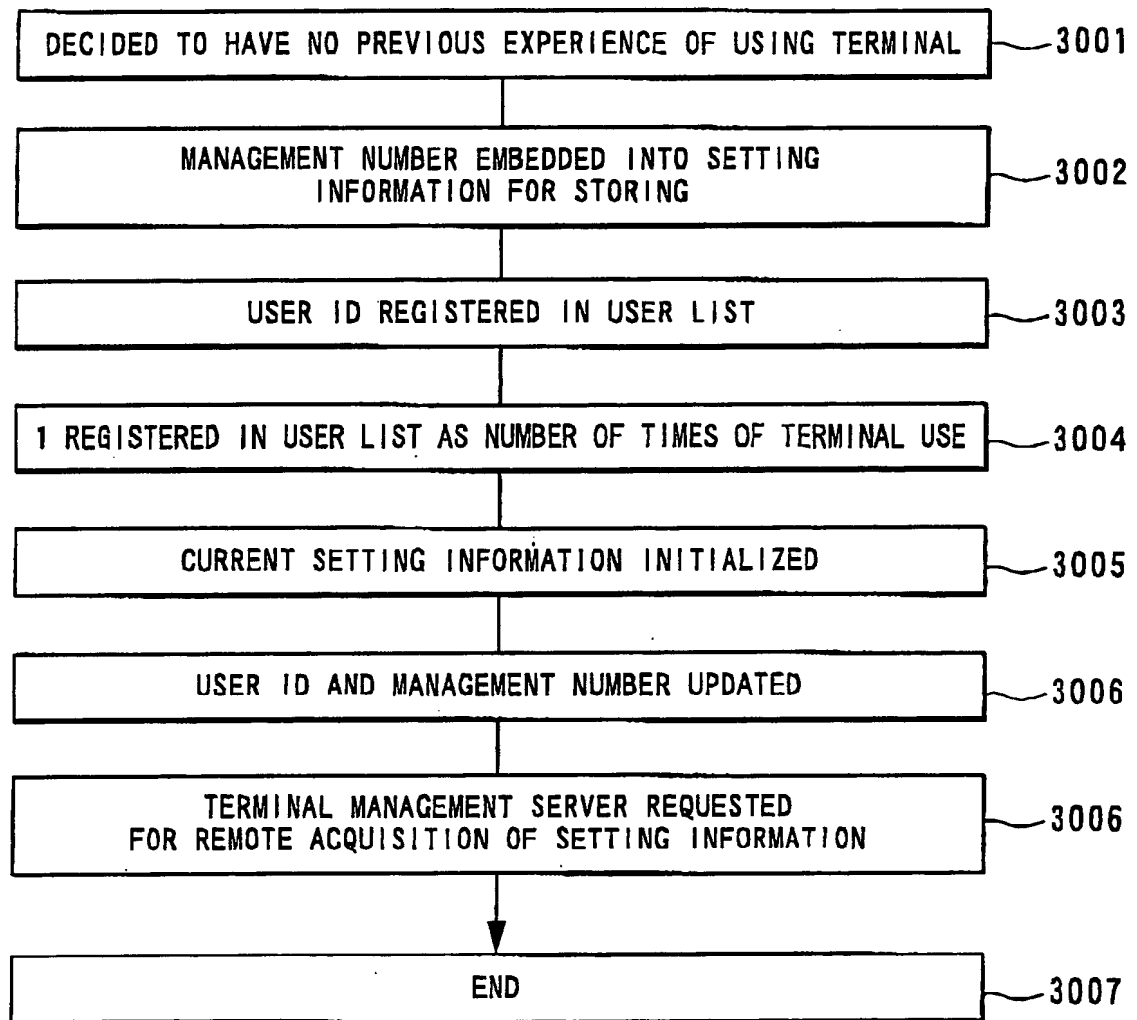 DECIDED TO HAVE NO PREVIOUS EXPERIENCE OF USING TERMINAL 3001
MANAGEMENT NUMBER EMBEDDED INTO SETTING
INFORMATION FOR STORING 3002
USER ID REGISTERED IN USER LIST 3003
1 REGISTERED IN USER LIST AS NUMBER OF TIMES OF TERMINAL USE 3004
CURRENT SETTING INFORMATION INITIALIZED 3005
USER ID AND MANAGEMENT NUMBER UPDATED 3006
TERMINAL MANAGEMENT SERVER REQUESTED
FOR REMOTE ACQUISITION OF SETTING INFORMATION 3006
END 3007